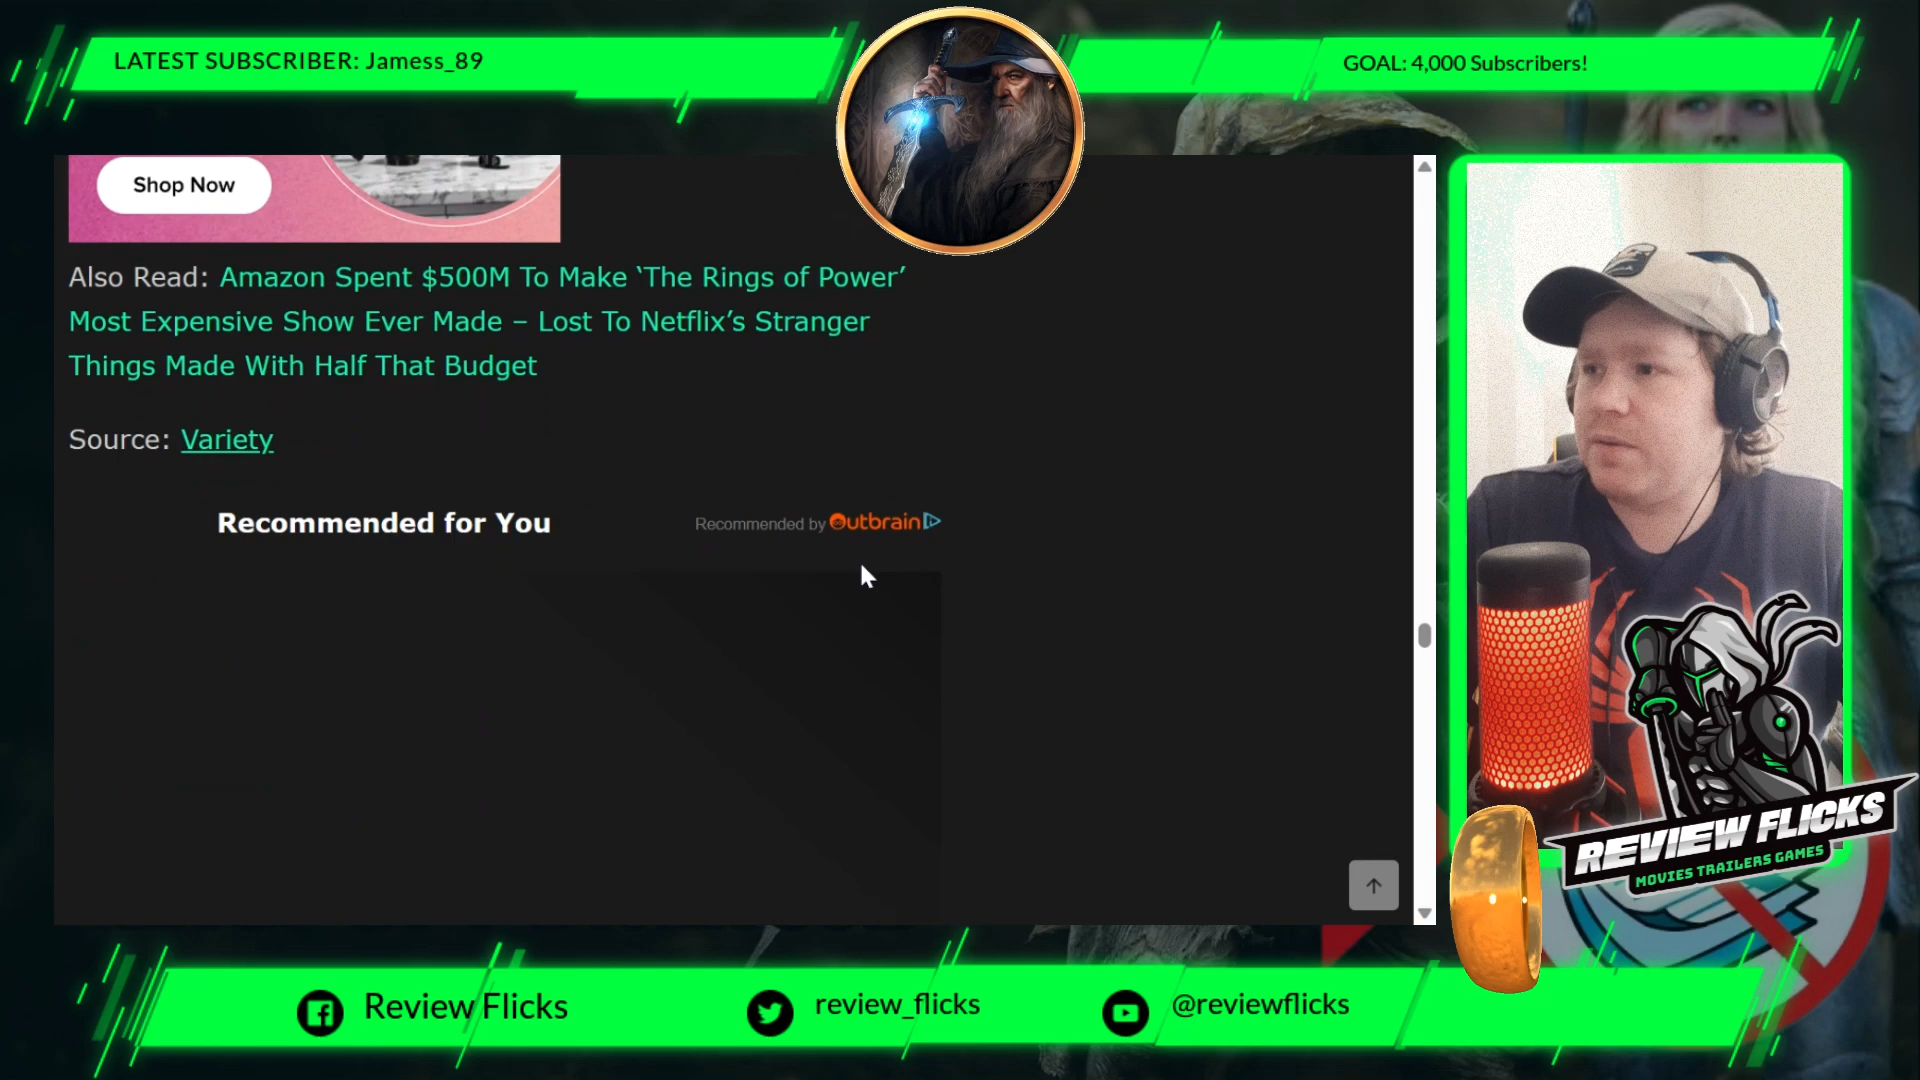 LATEST SUBSCRIBER: Jamess_89
GOAL: 4,000 Subscribers!
Shop Now
Also Read: Amazon Spent $500M To Make ‘The Rings of Power’
Most Expensive Show Ever Made – Lost To Netflix’s Stranger
Things Made With Half That Budget
Source: Variety
Recommended for You
Recommended by Outbrain
REVIEW FLICKS
MOVIES TRAILERS GAMES
Review Flicks
review_flicks
@reviewflicks